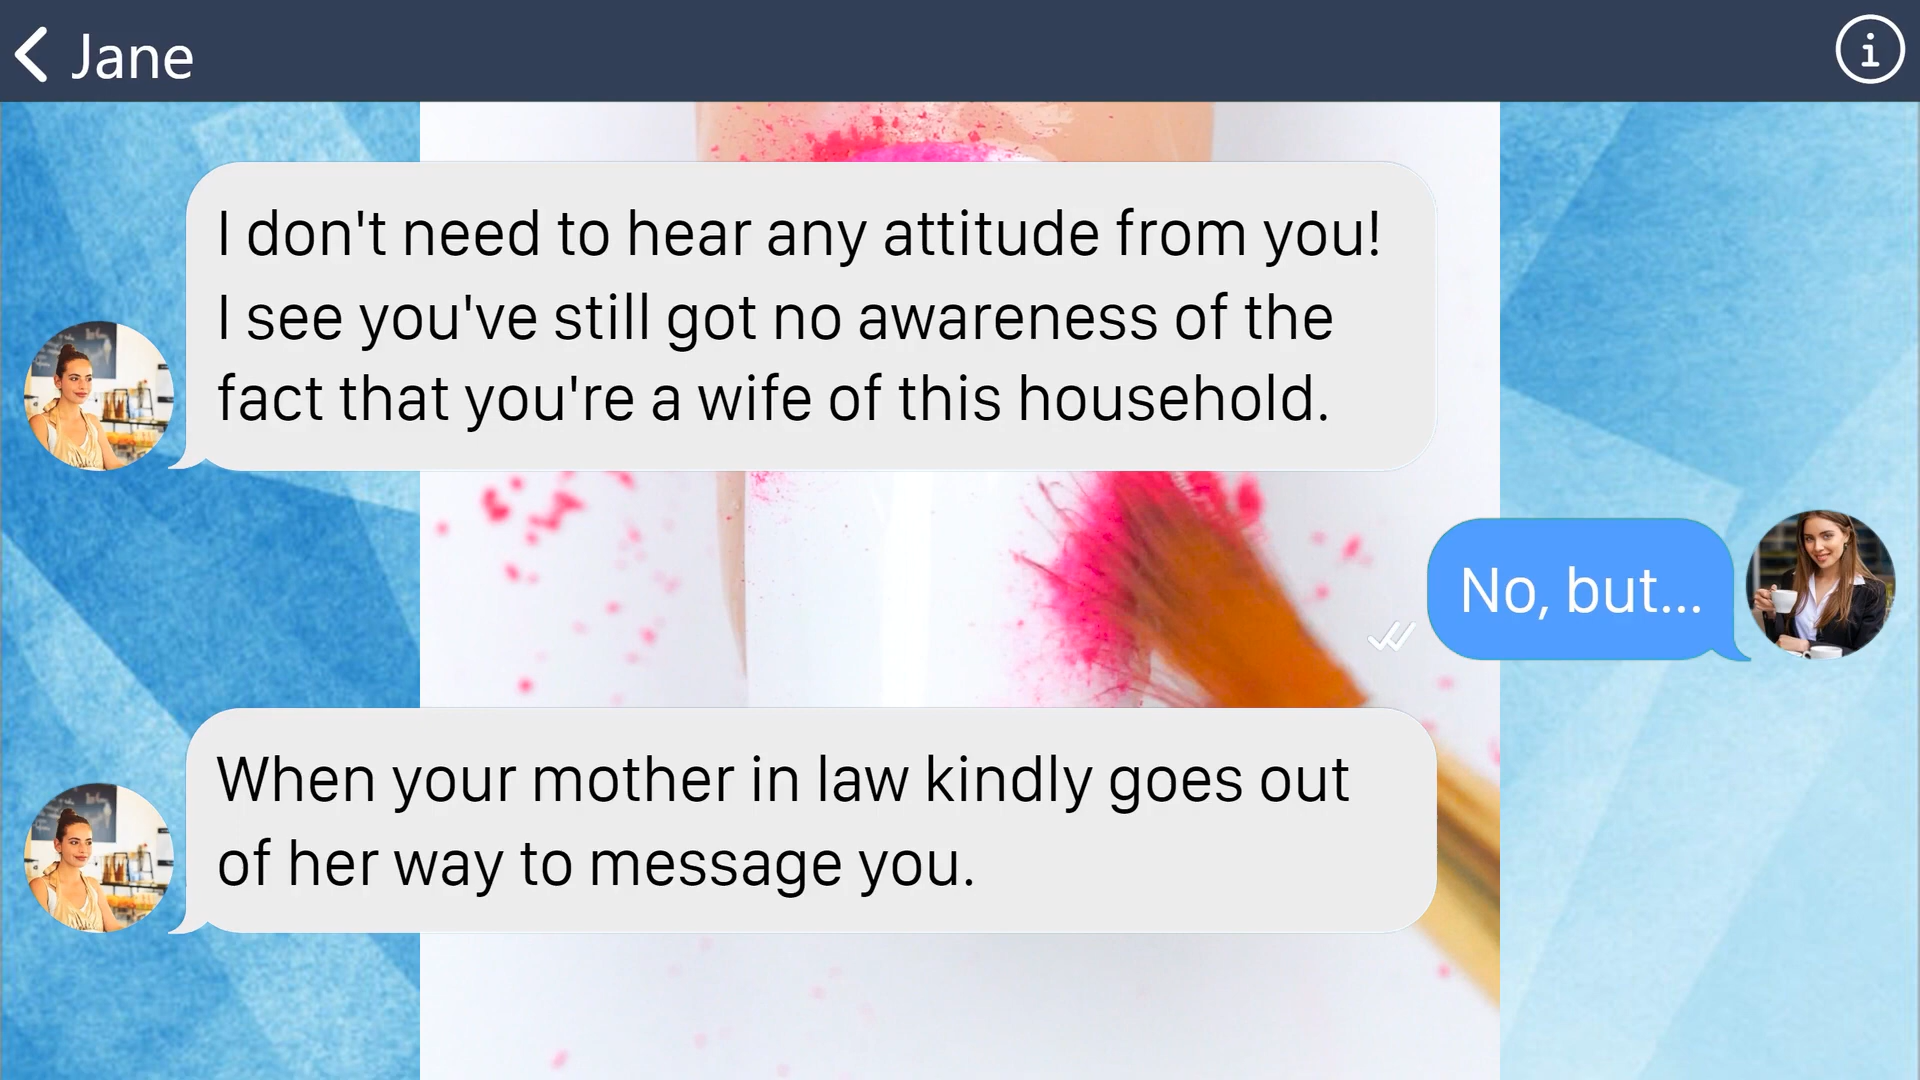 Jane
i
I don't need to hear any attitude from you!
I see you've still got no awareness of the
fact that you're a wife of this household.
No, but...
When your mother in law kindly goes out
of her way to message you.